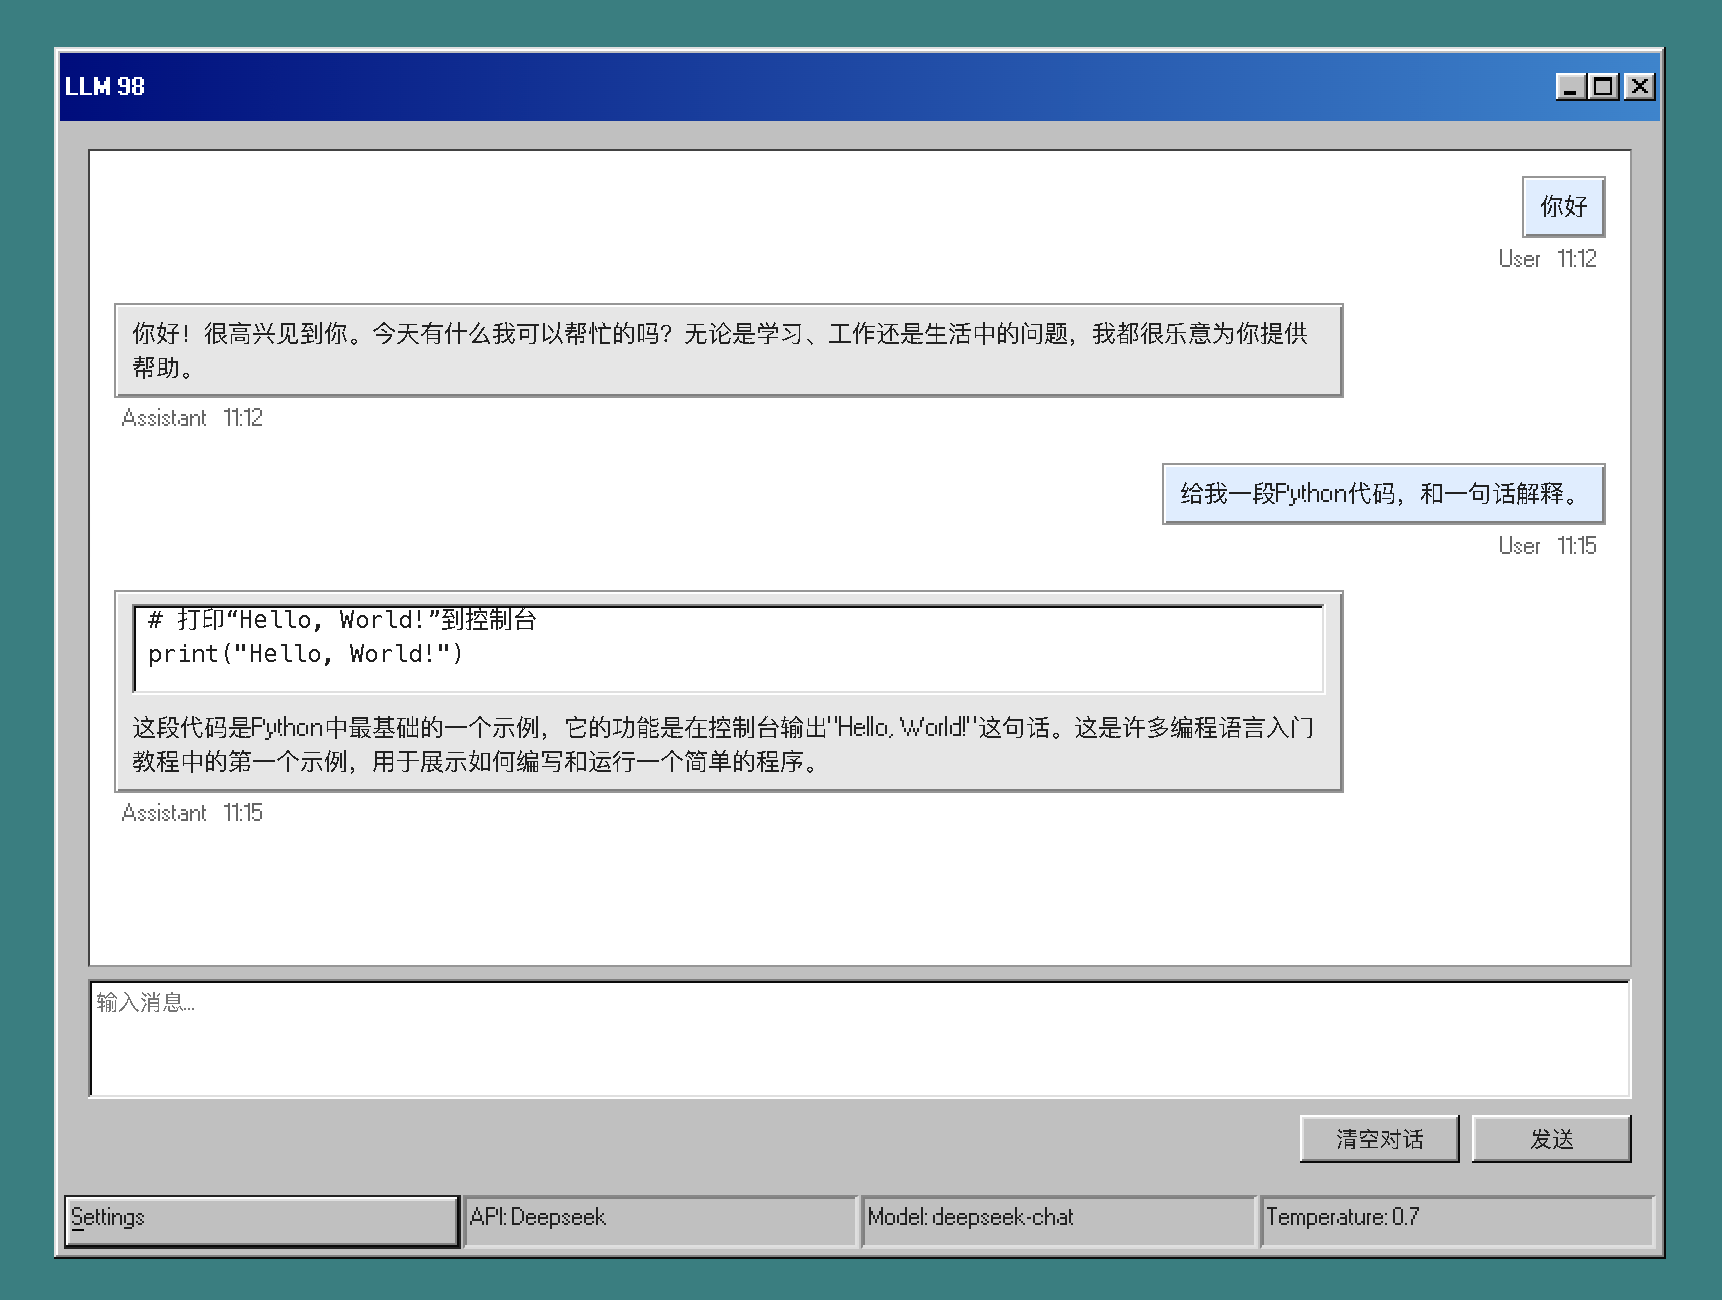 LLM 98
你好
User 11:12
你好！很高兴见到你。今天有什么我可以帮忙的吗？无论是学习、工作还是生活中的问题，我都很乐意为你提供
帮助。
Assistant 11:12
给我一段Python代码，和一句话解释。
User 11:15
# 打印“Hello, World!”到控制台
print("Hello, World!")
这段代码是Python中最基础的一个示例，它的功能是在控制台输出"Hello, World!"这句话。这是许多编程语言入门
教程中的第一个示例，用于展示如何编写和运行一个简单的程序。
Assistant 11:15
输入消息...
清空对话 发送
Settings API: Deepseek Model: deepseek-chat Temperature: 0.7